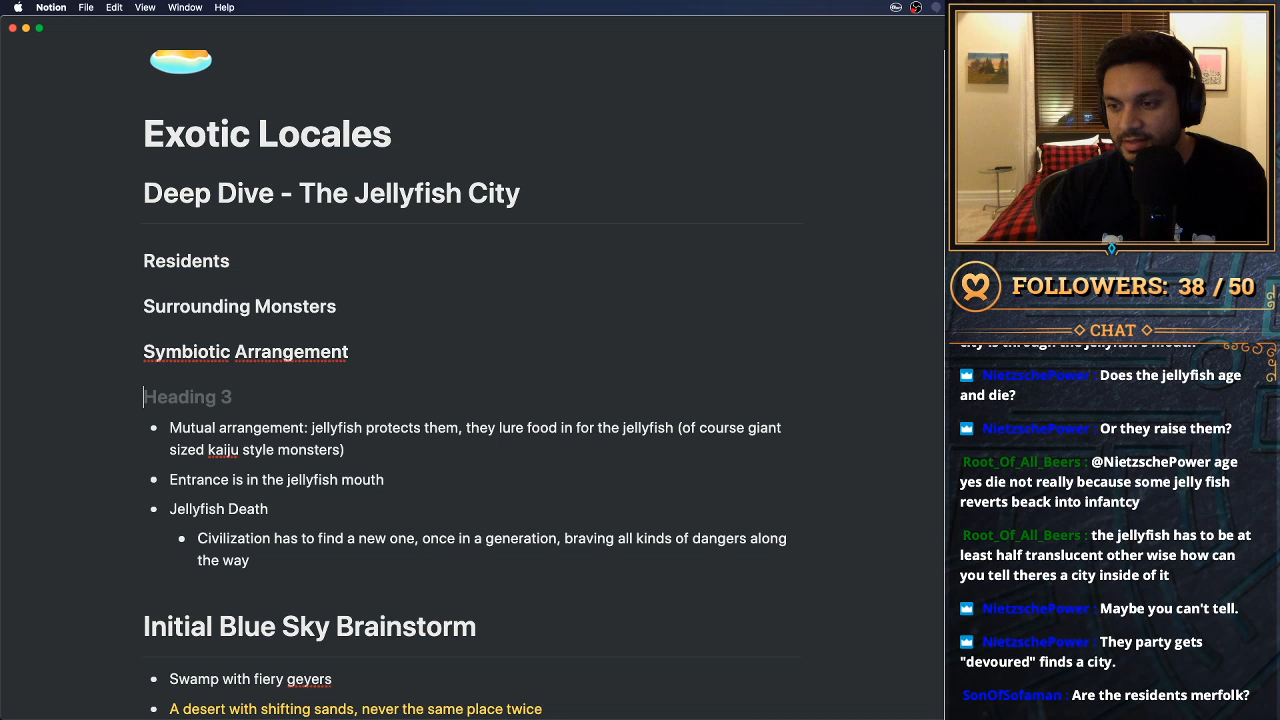 Notion File Edit View Window Help
Exotic Locales
Deep Dive - The Jellyfish City
Residents
Surrounding Monsters
Symbiotic Arrangement
Heading 3
Mutual arrangement: jellyfish protects them, they lure food in for the jellyfish (of course giant
sized kaiju style monsters)
Entrance is in the jellyfish mouth
Jellyfish Death
Civilization has to find a new one, once in a generation, braving all kinds of dangers along
the way
Initial Blue Sky Brainstorm
Swamp with fiery geyers
A desert with shifting sands, never the same place twice
FOLLOWERS: 38 / 50
CHAT
city is through the jellyfish's mouth
NietzschePower : Does the jellyfish age
and die?
NietzschePower : Or they raise them?
Root_Of_All_Beers : @NietzschePower age
yes die not really because some jelly fish
reverts beack into infantcy
Root_Of_All_Beers : the jellyfish has to be at
least half translucent other wise how can
you tell theres a city inside of it
NietzschePower : Maybe you can't tell.
NietzschePower : They party gets
"devoured" finds a city.
SonOfSofaman : Are the residents merfolk?